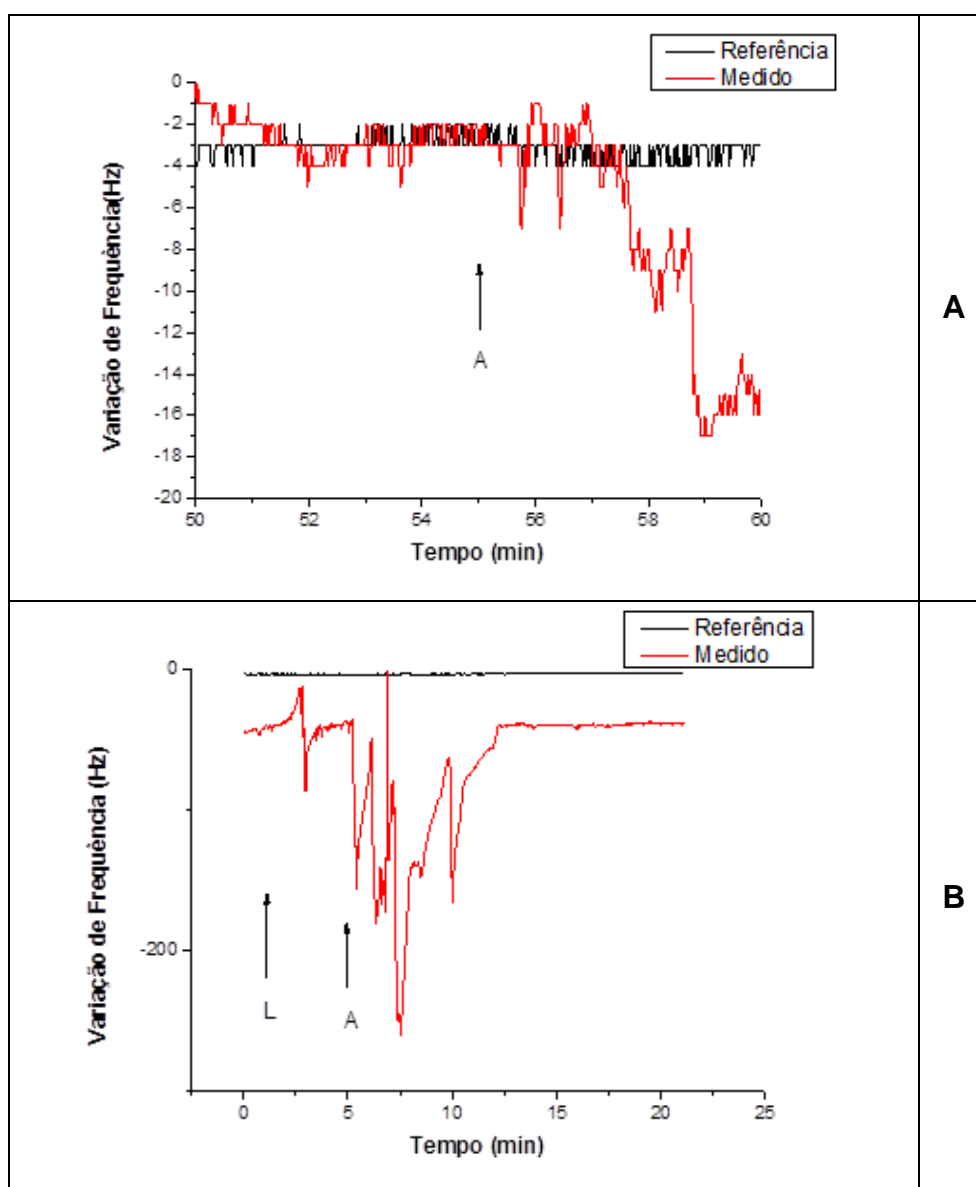 Referência
Medido
0
-2
-4
-6
-8
-10
-12
-14
-16
-18
-20
Variação de Frequência(Hz)
A
50
52
54
56
58
60
Tempo (min)
A
Referência
Medido
0
-200
Variação de Frequência (Hz)
L
A
0
5
10
15
20
25
Tempo (min)
B